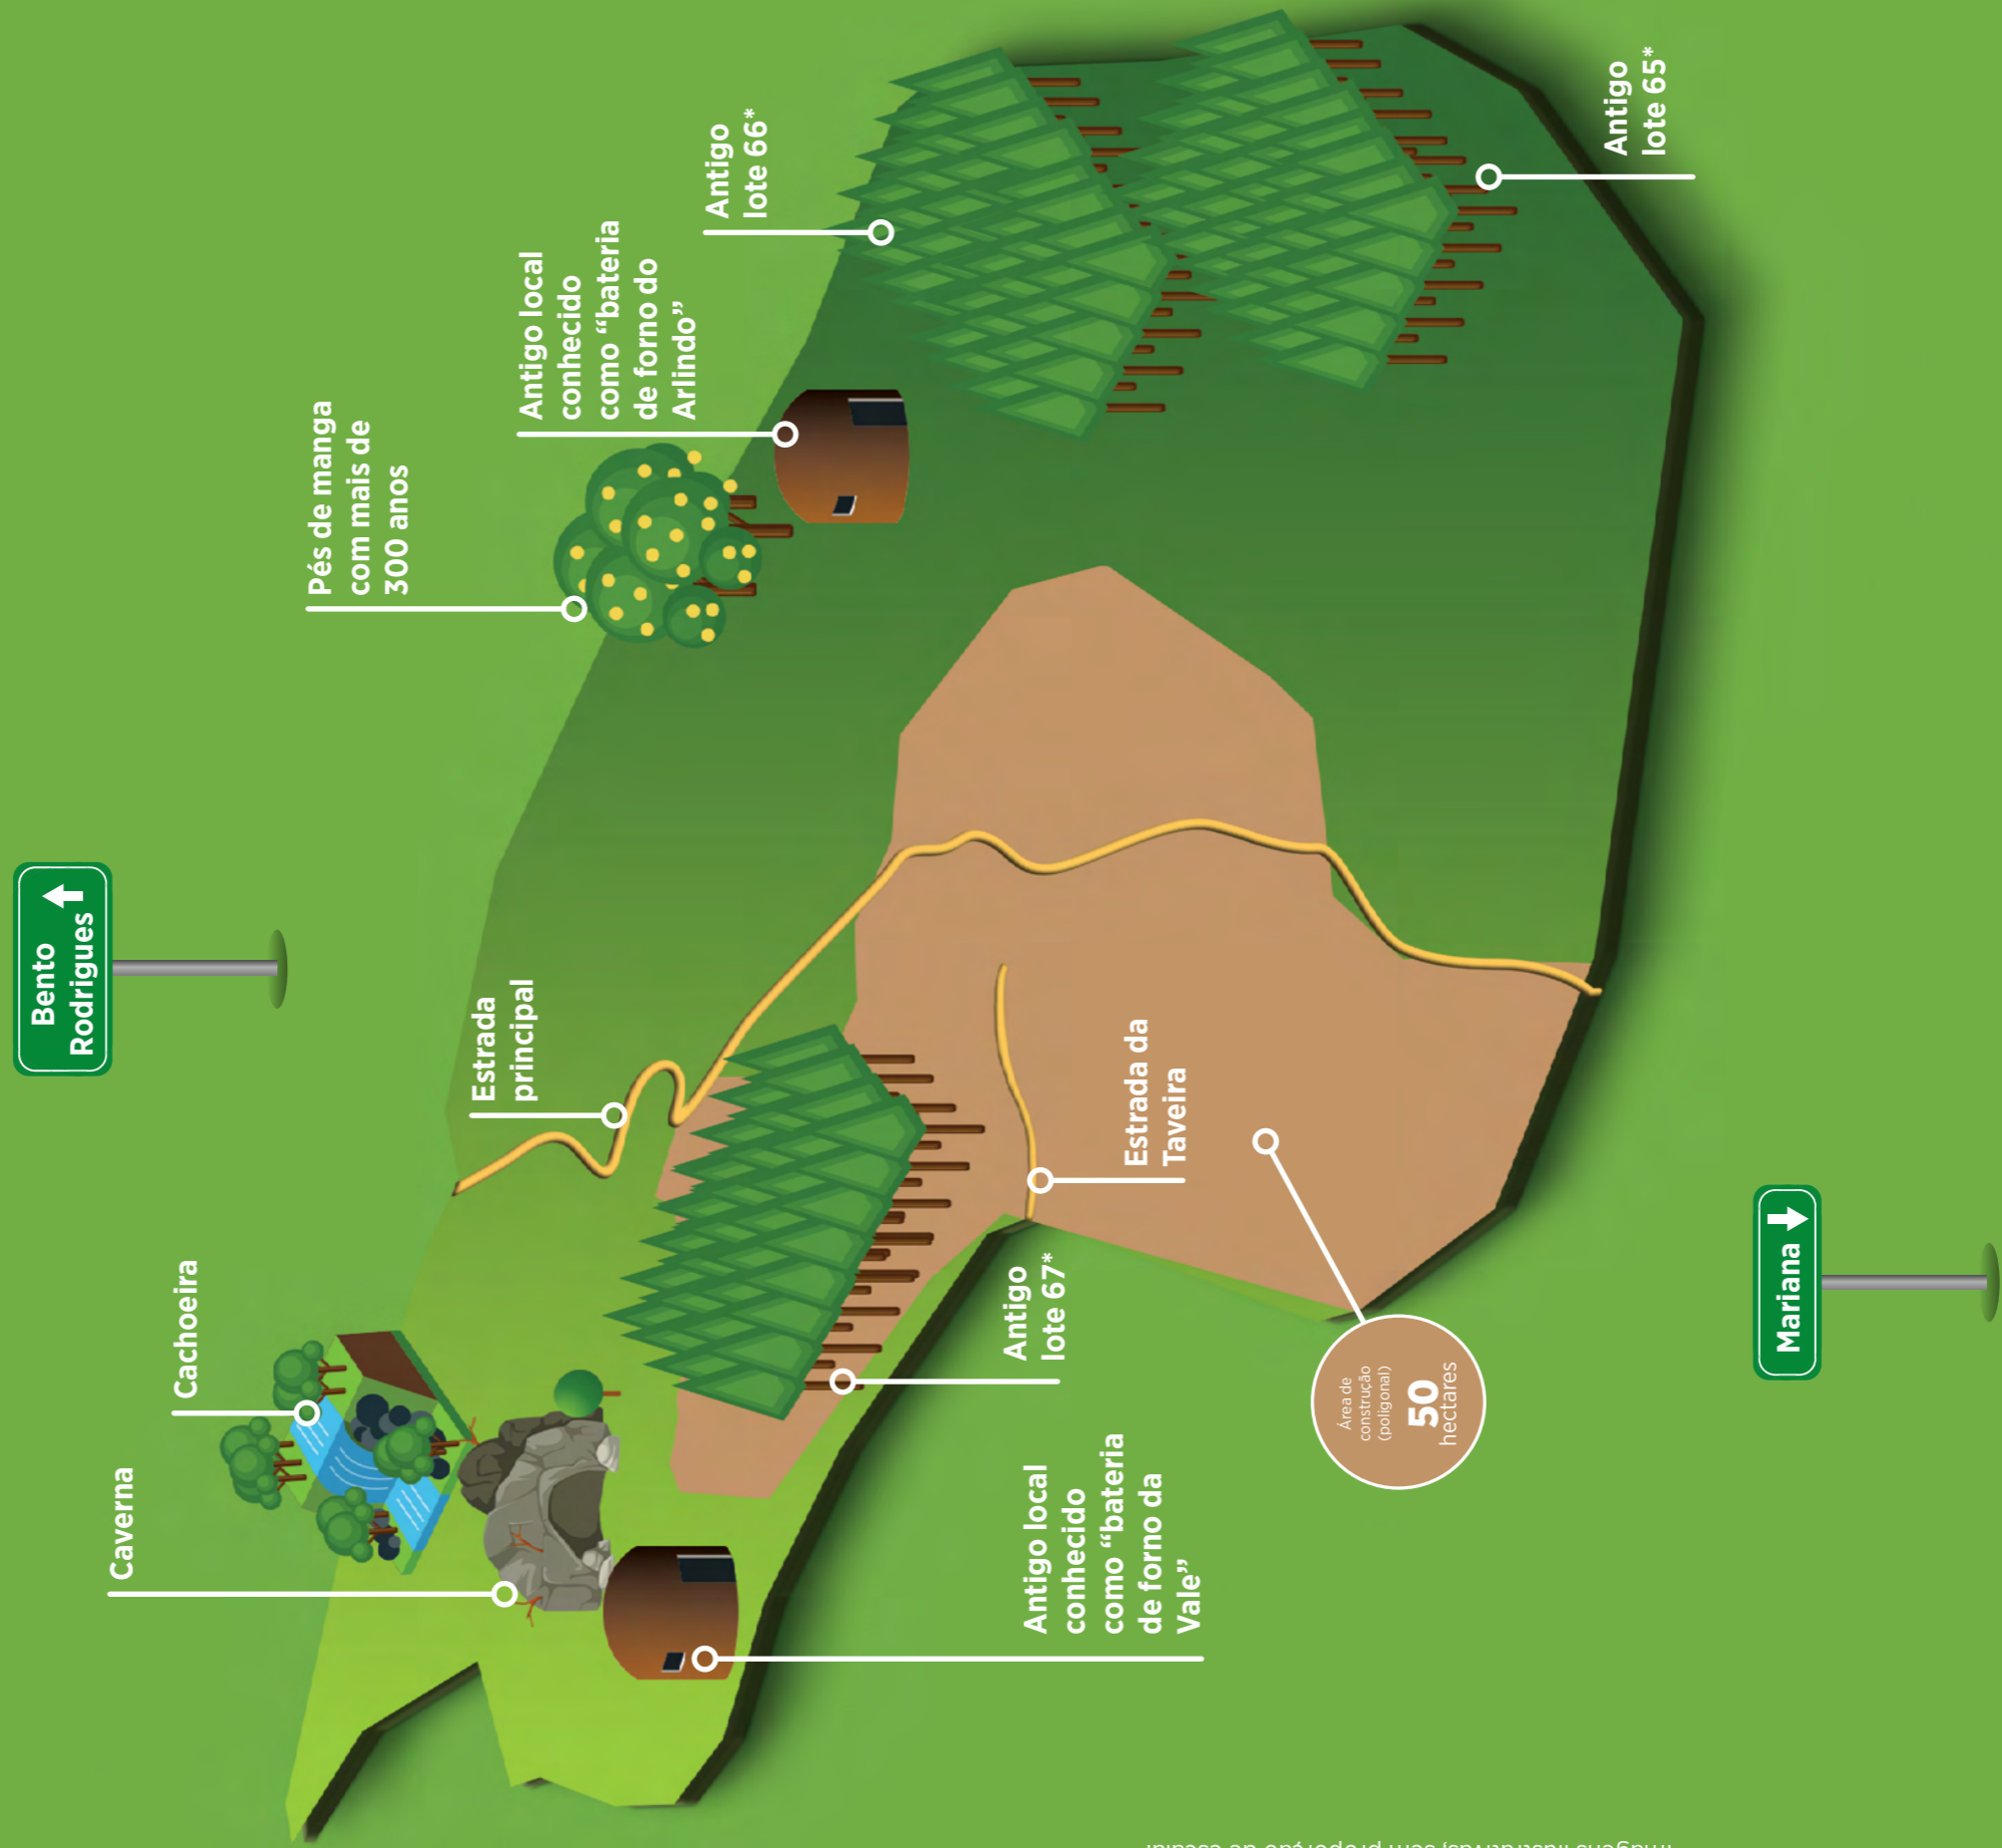 Bento
Rodrigues
Caverna
Cachoeira
Estrada
principal
Pés de manga
com mais de
300 anos
Antigo local
conhecido
como “bateria
de forno do
Arlindo”
Antigo
lote 66*
Antigo
lote 65*
Antigo local
conhecido
como “bateria
de forno da
Vale”
Antigo
lote 67*
Estrada da
Taveira
Área de
construção
(poligional)
50
hectares
Mariana